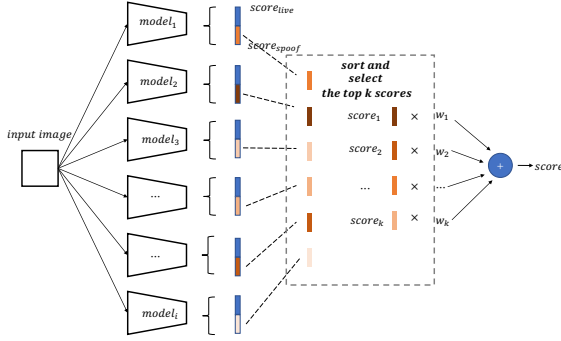 input image
model₁
model₂
model₃
...
...
modelᵢ
score_live
score_spoof
sort and
select
the top k scores
score₁ × w₁
score₂ × w₂
... × ...
score_k × w_k
+
score